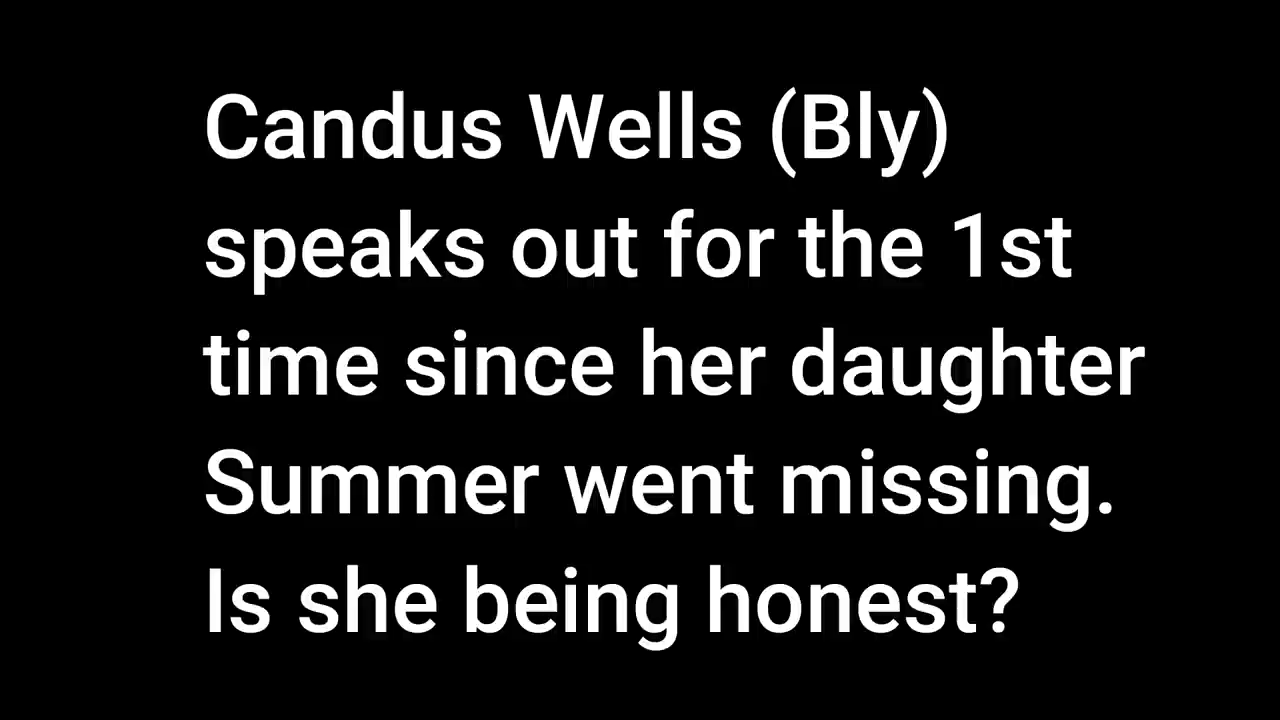 Candus Wells (Bly)
speaks out for the 1st
time since her daughter
Summer went missing.
Is she being honest?